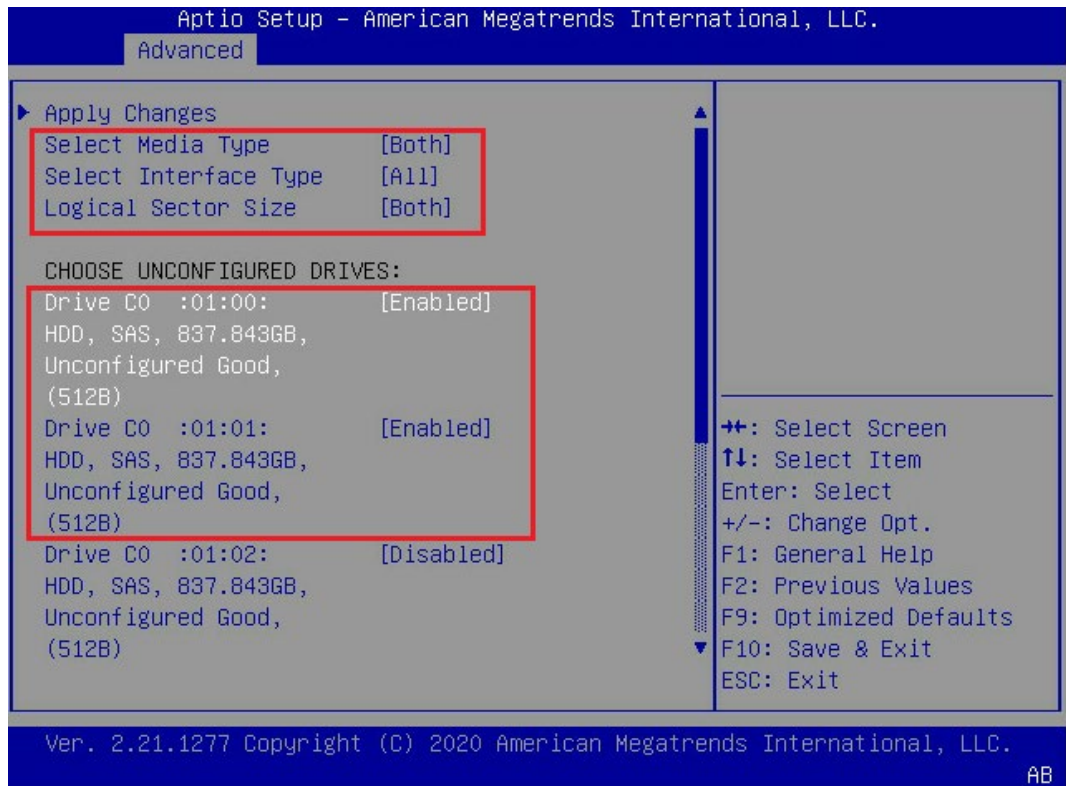 Aptio Setup – American Megatrends International, LLC.
Advanced
Apply Changes
Select Media Type [Both]
Select Interface Type [All]
Logical Sector Size [Both]
CHOOSE UNCONFIGURED DRIVES:
Drive C0 :01:00: [Enabled]
HDD, SAS, 837.843GB,
Unconfigured Good,
(512B)
Drive C0 :01:01: [Enabled]
HDD, SAS, 837.843GB,
Unconfigured Good,
(512B)
Drive C0 :01:02: [Disabled]
HDD, SAS, 837.843GB,
Unconfigured Good,
(512B)
→←: Select Screen
↑↓: Select Item
Enter: Select
+/-: Change Opt.
F1: General Help
F2: Previous Values
F9: Optimized Defaults
F10: Save & Exit
ESC: Exit
Ver. 2.21.1277 Copyright (C) 2020 American Megatrends International, LLC.
AB